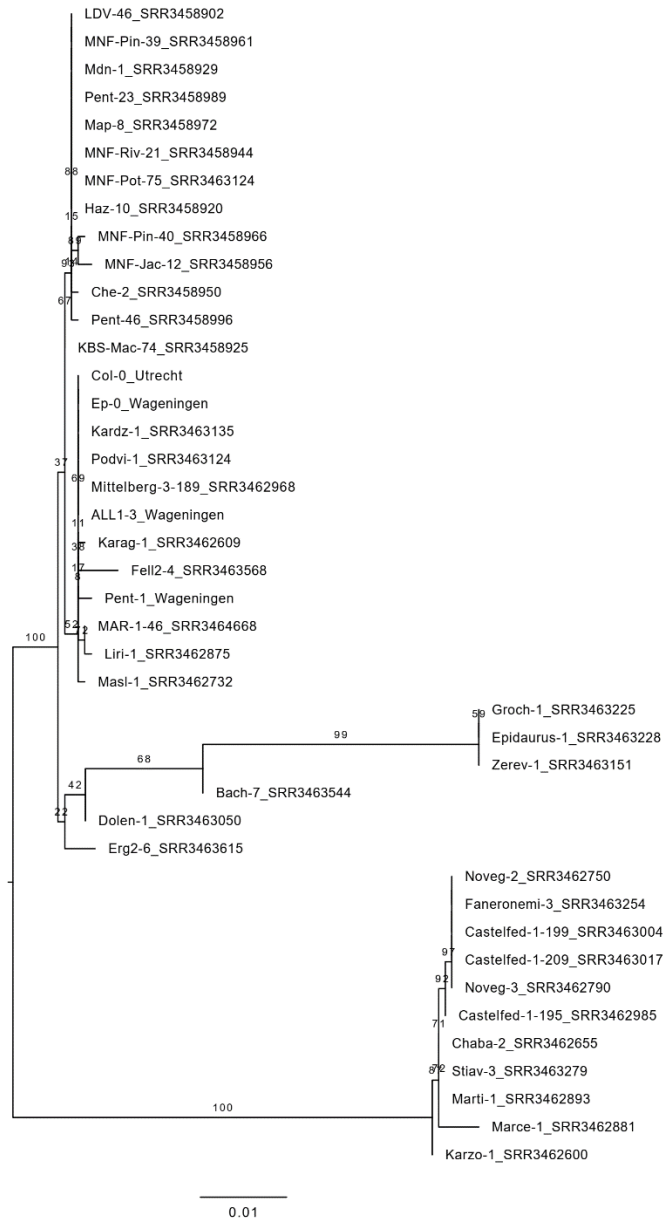 LDV-46_SRR3458902
MNF-Pin-39_SRR3458961
Mdn-1_SRR3458929
Pent-23_SRR3458989
Map-8_SRR3458972
MNF-Riv-21_SRR3458944
88
MNF-Pot-75_SRR3463124
Haz-10_SRR3458920
15
MNF-Pin-40_SRR3458966
MNF-Jac-12_SRR3458956
Che-2_SRR3458950
67
Pent-46_SRR3458996
KBS-Mac-74_SRR3458925
Col-0_Utrecht
Ep-0_Wageningen
Kardz-1_SRR3463135
Podvi-1_SRR3463124
37
69
Mittelberg-3-189_SRR3462968
ALL1-3_Wageningen
11
Karag-1_SRR3462609
38
17
Fell2-4_SRR3463568
8
Pent-1_Wageningen
52
MAR-1-46_SRR3464668
100
Liri-1_SRR3462875
Masl-1_SRR3462732
Groch-1_SRR3463225
59
Epidaurus-1_SRR3463228
99
Zerev-1_SRR3463151
68
42
Bach-7_SRR3463544
22
Dolen-1_SRR3463050
Erg2-6_SRR3463615
Noveg-2_SRR3462750
Faneronemi-3_SRR3463254
Castelfed-1-199_SRR3463004
97
Castelfed-1-209_SRR3463017
92
Noveg-3_SRR3462790
Castelfed-1-195_SRR3462985
71
Chaba-2_SRR3462655
Stiav-3_SRR3463279
Marti-1_SRR3462893
100
Marce-1_SRR3462881
Karzo-1_SRR3462600
0.01